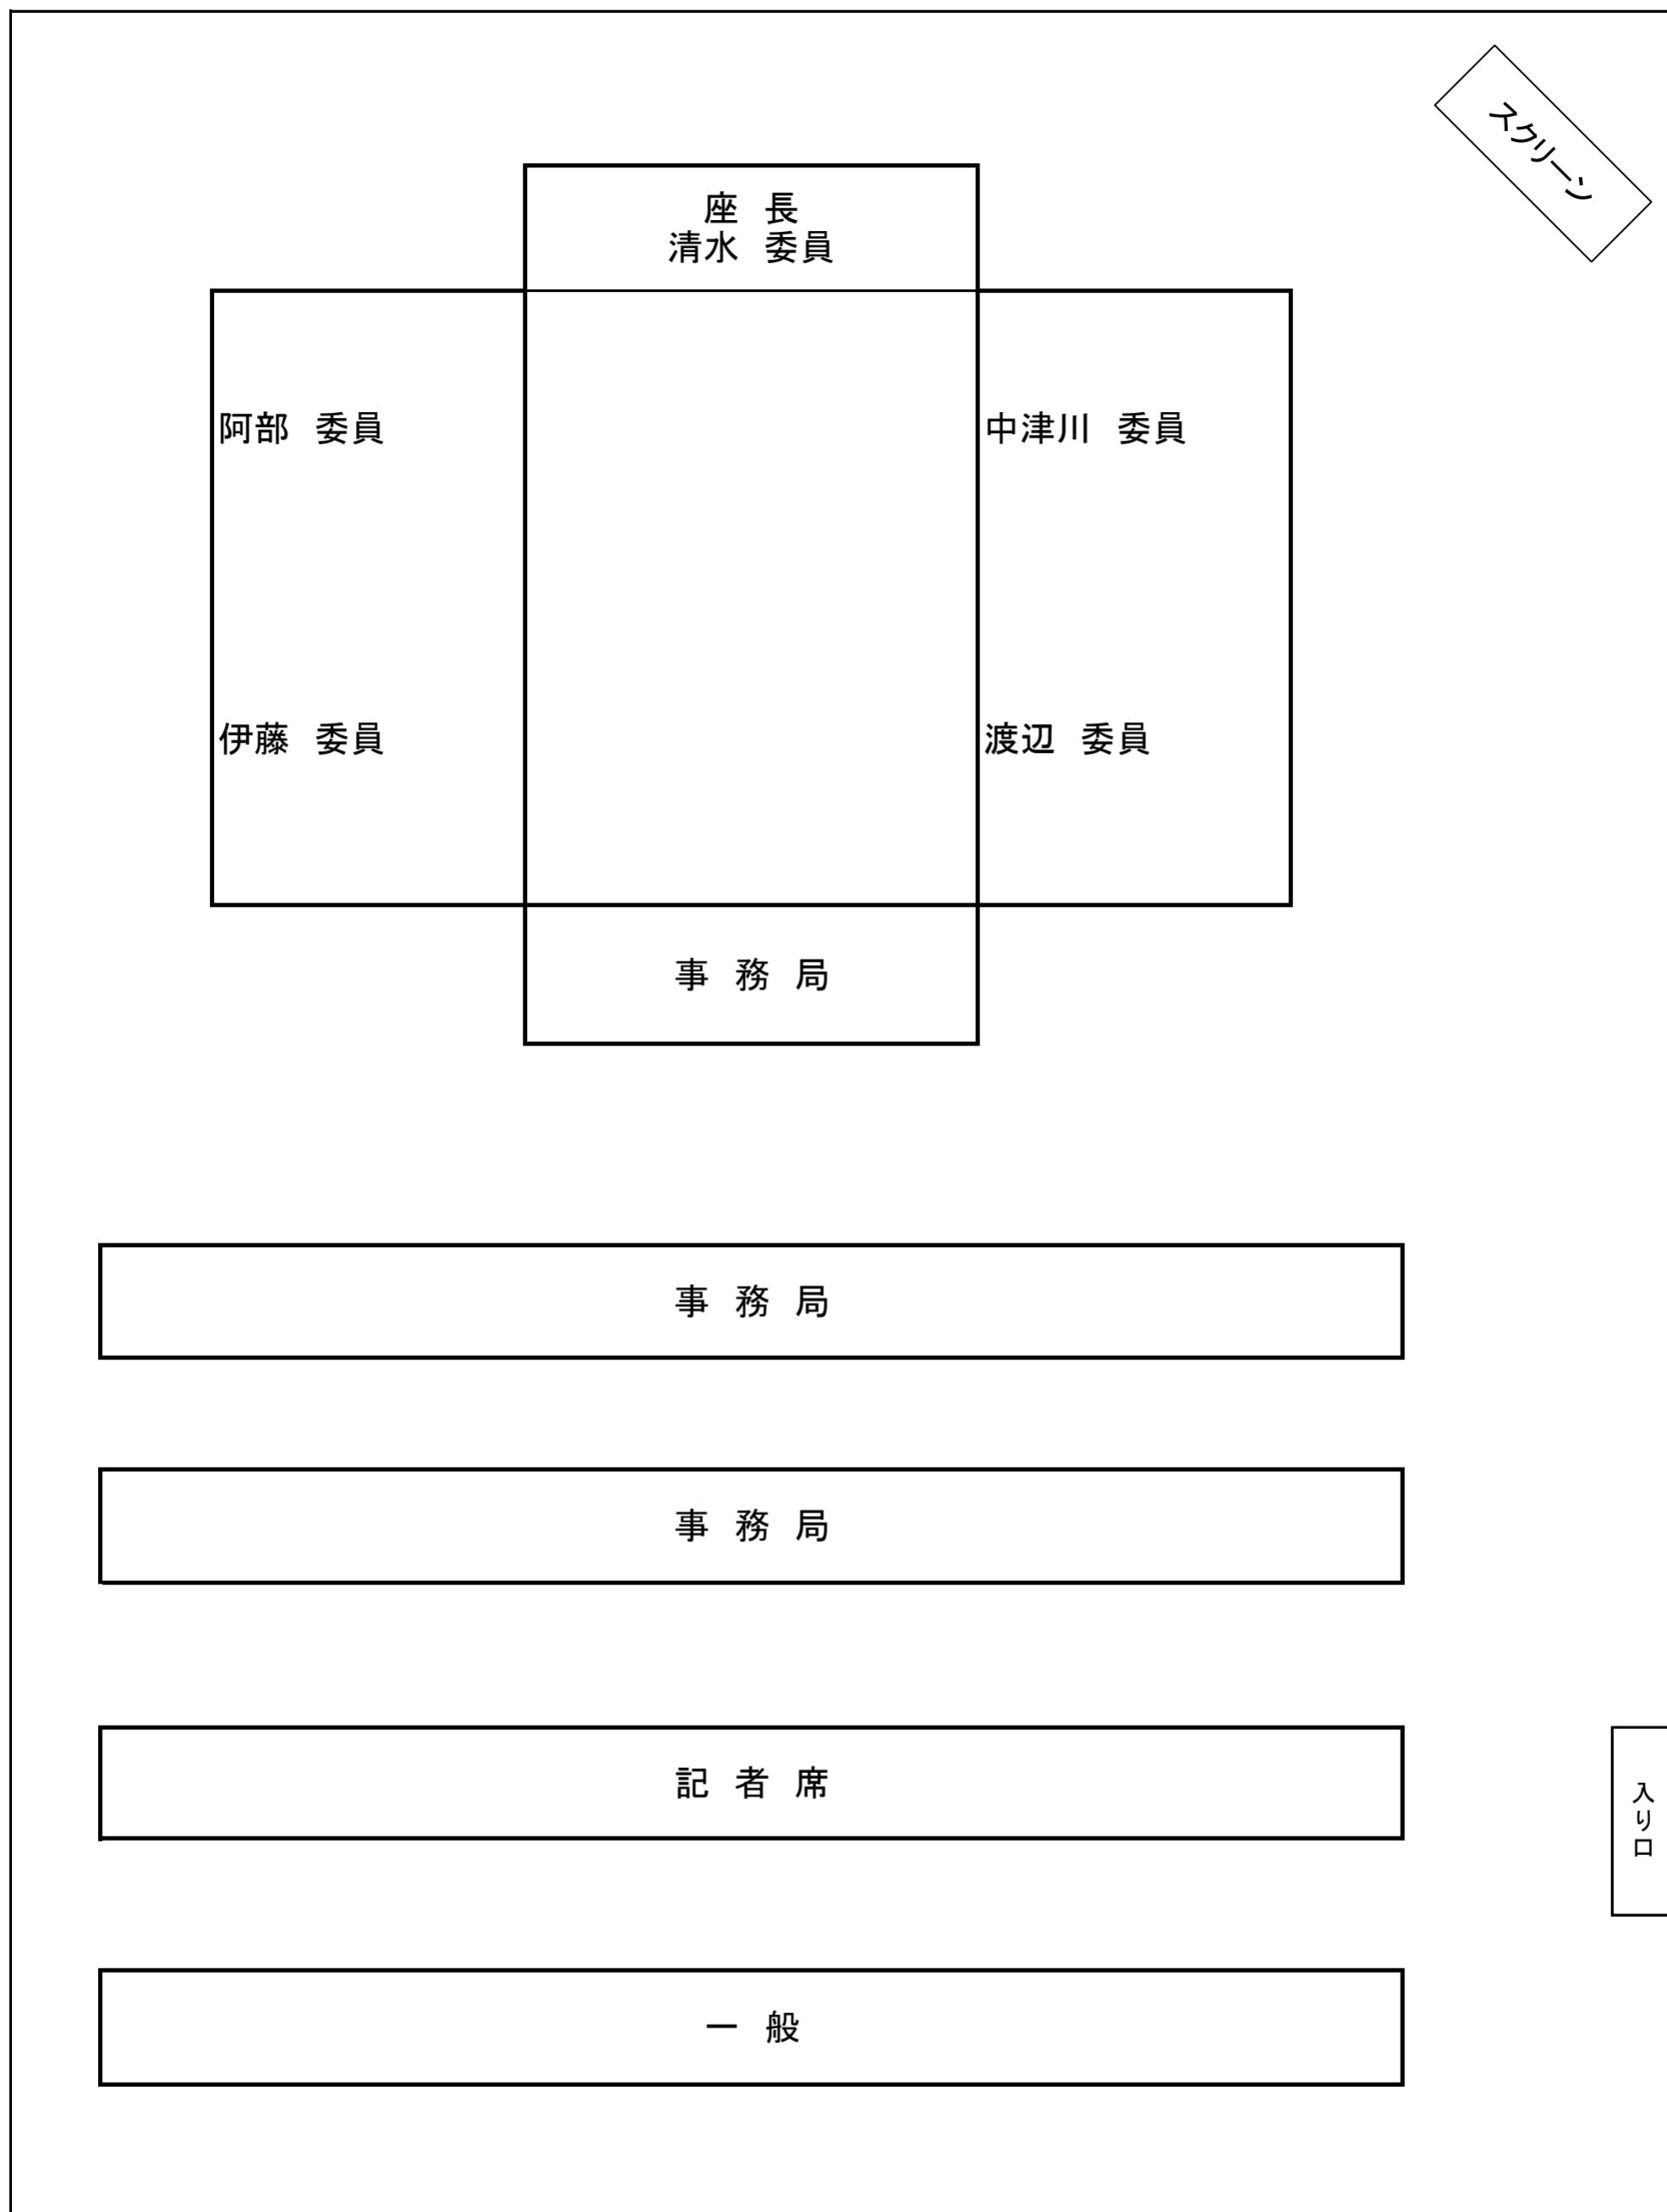 スクリーン
座 長
清水 委員
阿部 委員
中津川 委員
伊藤 委員
渡辺 委員
事 務 局
事 務 局
事 務 局
記 者 席
入り口
一 般